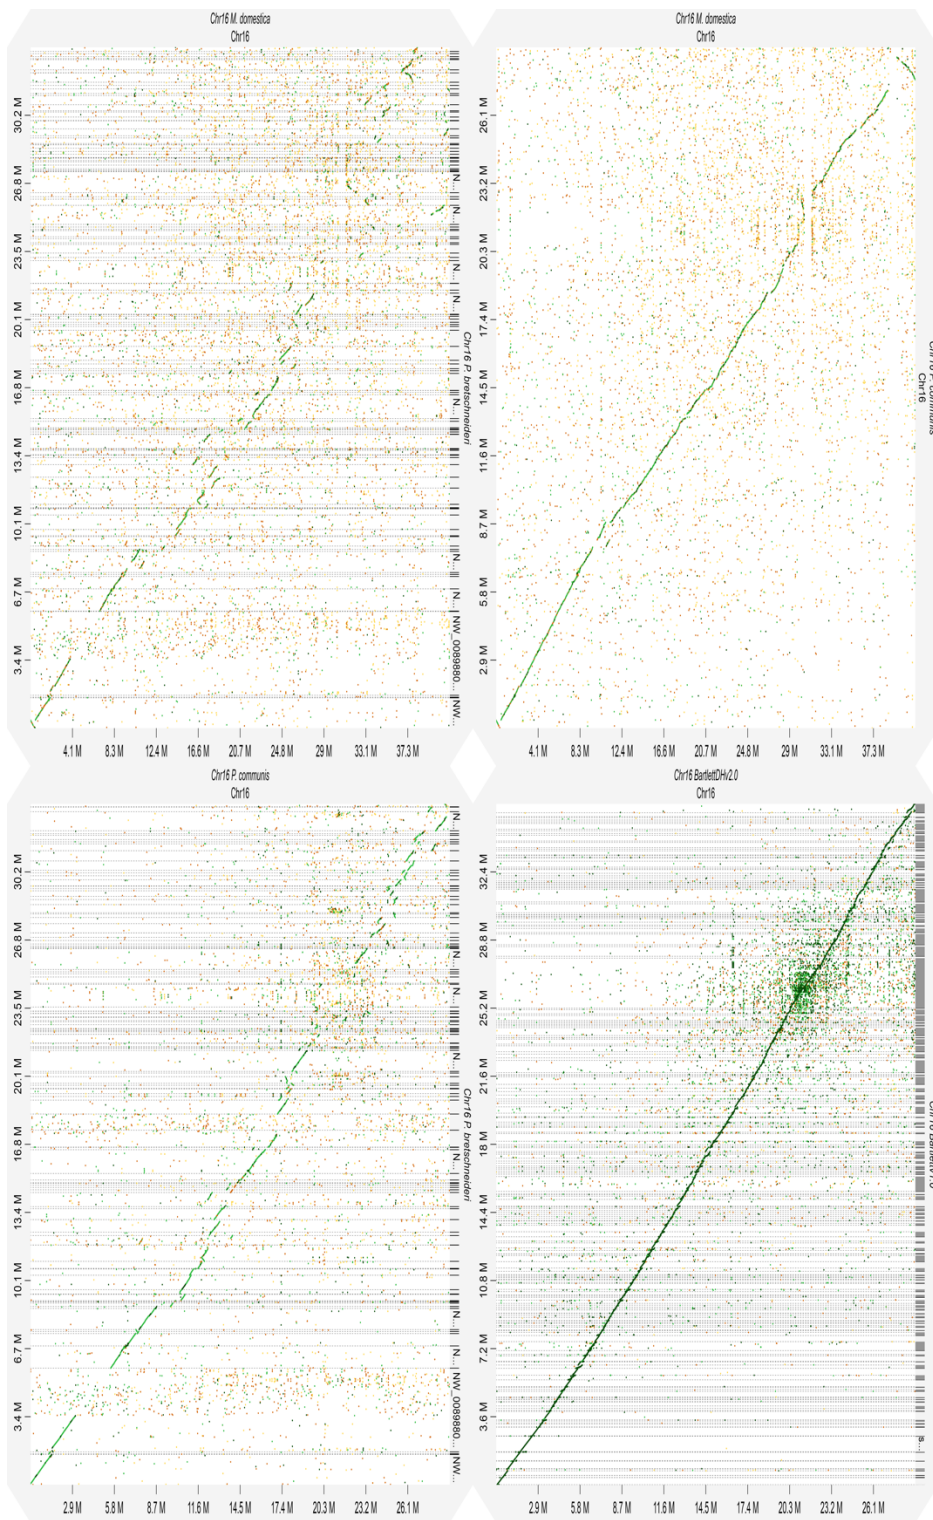 Chr16 M. domestica
Chr16
30.2 M
26.8 M
23.5 M
20.1 M
16.8 M
13.4 M
10.1 M
6.7 M
3.4 M
N...
N...
N...
N...
N...
N...
N...
NW_0089880...
NW...
Chr16 P. bretschneideri
4.1 M 8.3 M 12.4 M 16.6 M 20.7 M 24.8 M 29 M 33.1 M 37.3 M
Chr16 M. domestica
Chr16
26.1 M
23.2 M
20.3 M
17.4 M
14.5 M
11.6 M
8.7 M
5.8 M
2.9 M
Chr16 P. communis
Chr16
4.1 M 8.3 M 12.4 M 16.6 M 20.7 M 24.8 M 29 M 33.1 M 37.3 M
Chr16 P. communis
Chr16
30.2 M
26.8 M
23.5 M
20.1 M
16.8 M
13.4 M
10.1 M
6.7 M
3.4 M
N...
N...
N...
N...
N...
N...
N...
NW_0089880...
NW...
Chr16 P. bretschneideri
2.9 M 5.8 M 8.7 M 11.6 M 14.5 M 17.4 M 20.3 M 23.2 M 26.1 M
Chr16 BartlettDHv2.0
Chr16
32.4 M
28.8 M
25.2 M
21.6 M
18 M
14.4 M
10.8 M
7.2 M
3.6 M
s...
2.9 M 5.8 M 8.7 M 11.6 M 14.5 M 17.4 M 20.3 M 23.2 M 26.1 M